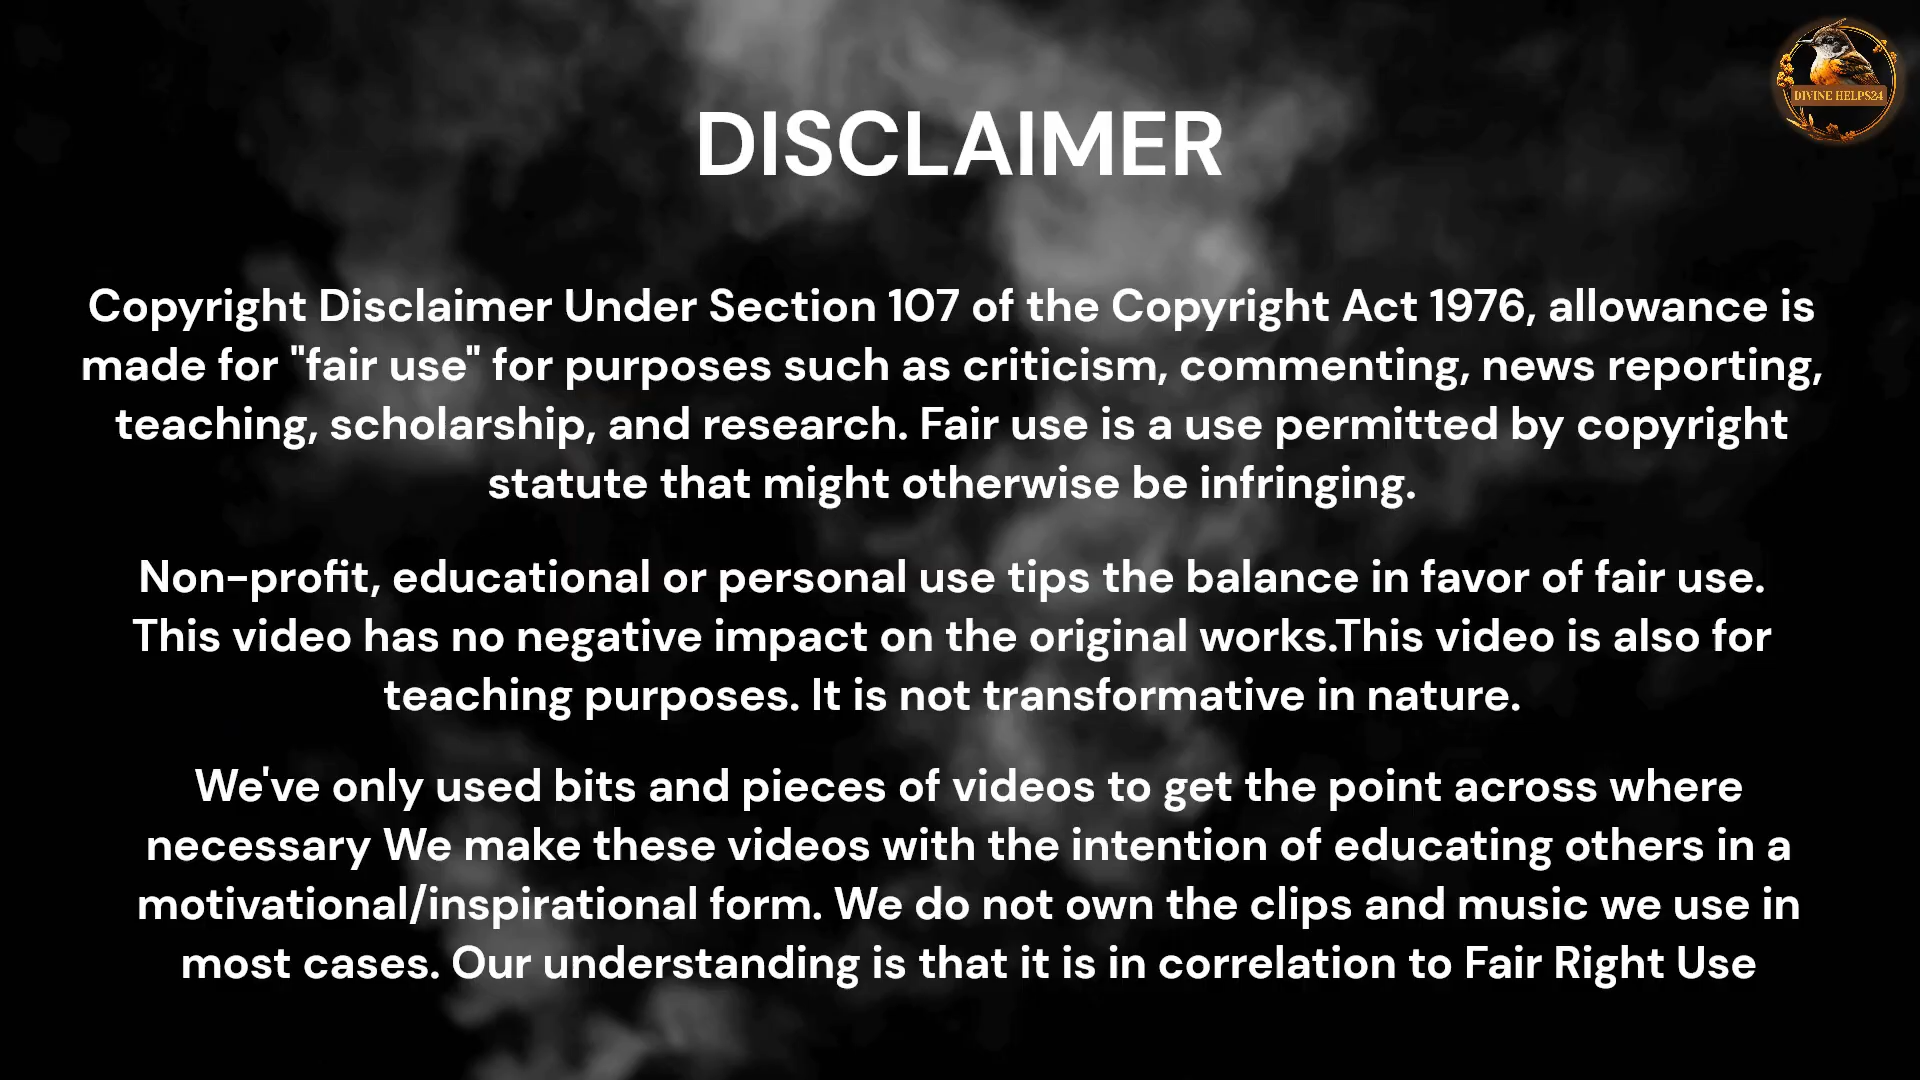 DIVINE HELPS24
DISCLAIMER
Copyright Disclaimer Under Section 107 of the Copyright Act 1976, allowance is
made for "fair use" for purposes such as criticism, commenting, news reporting,
teaching, scholarship, and research. Fair use is a use permitted by copyright
statute that might otherwise be infringing.
Non-profit, educational or personal use tips the balance in favor of fair use.
This video has no negative impact on the original works.This video is also for
teaching purposes. It is not transformative in nature.
We've only used bits and pieces of videos to get the point across where
necessary We make these videos with the intention of educating others in a
motivational/inspirational form. We do not own the clips and music we use in
most cases. Our understanding is that it is in correlation to Fair Right Use